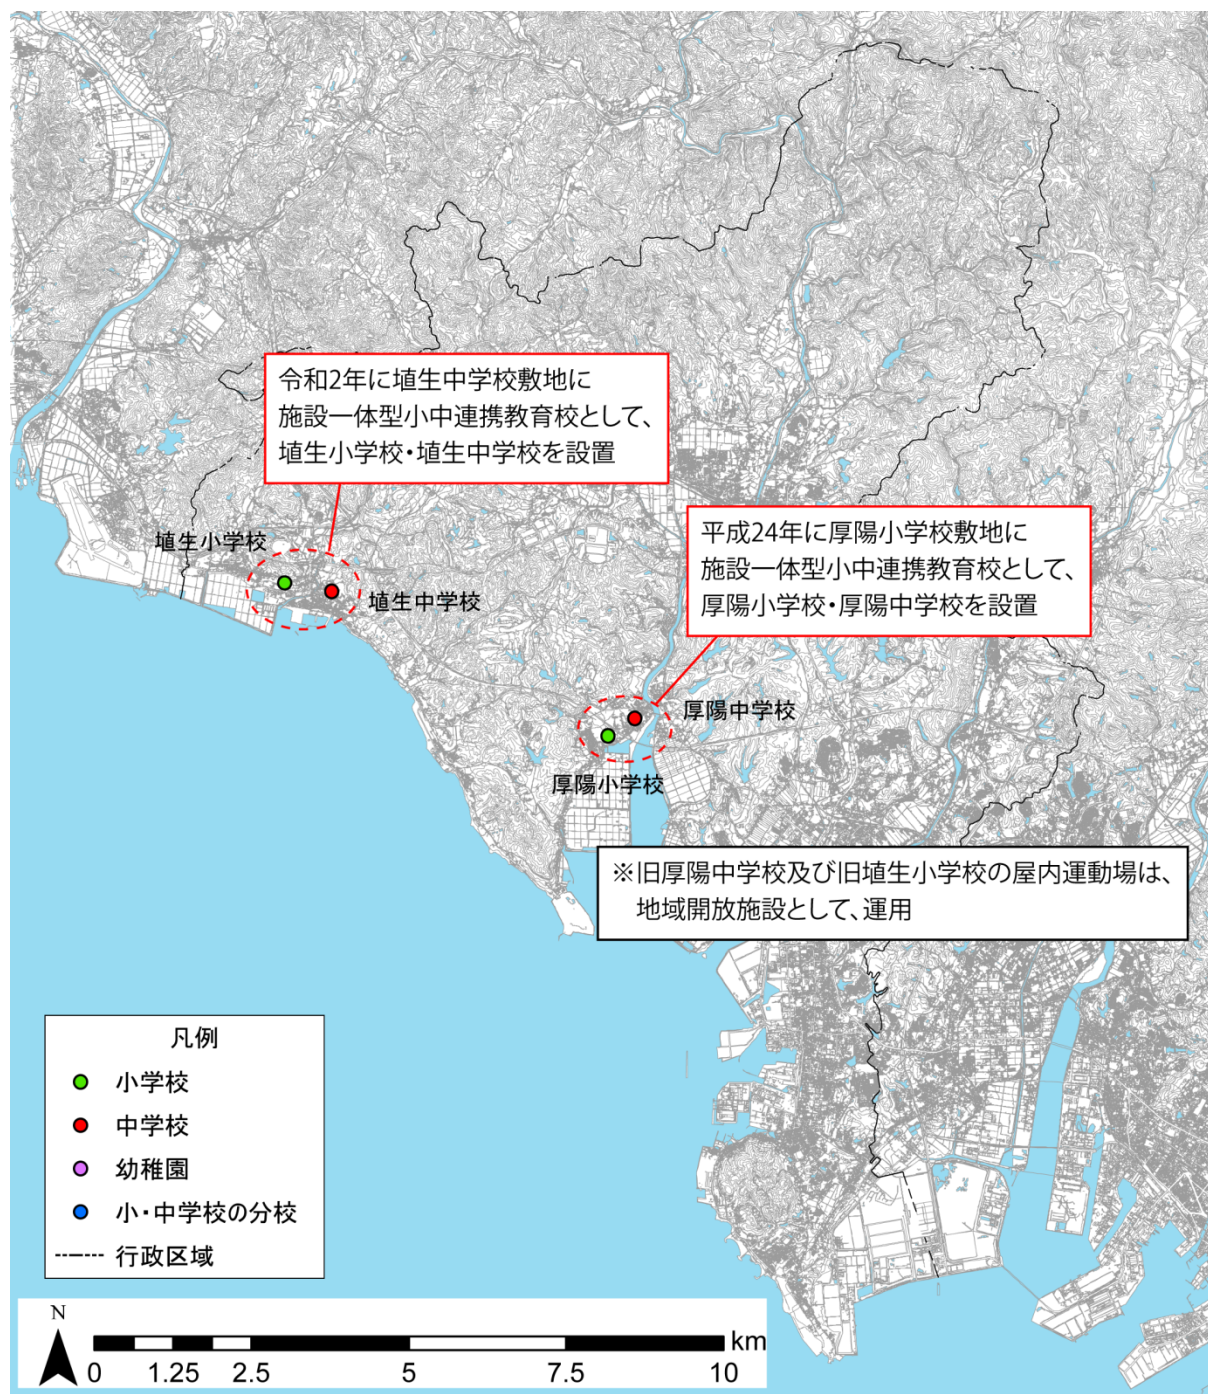 令和2年に埴生中学校敷地に
施設一体型小中連携教育校として、
埴生小学校・埴生中学校を設置
平成24年に厚陽小学校敷地に
施設一体型小中連携教育校として、
厚陽小学校・厚陽中学校を設置
埴生小学校
埴生中学校
厚陽中学校
厚陽小学校
※旧厚陽中学校及び旧埴生小学校の屋内運動場は、
地域開放施設として、運用
凡例
小学校
中学校
幼稚園
小・中学校の分校
行政区域
N
km
0 1.25 2.5 5 7.5 10